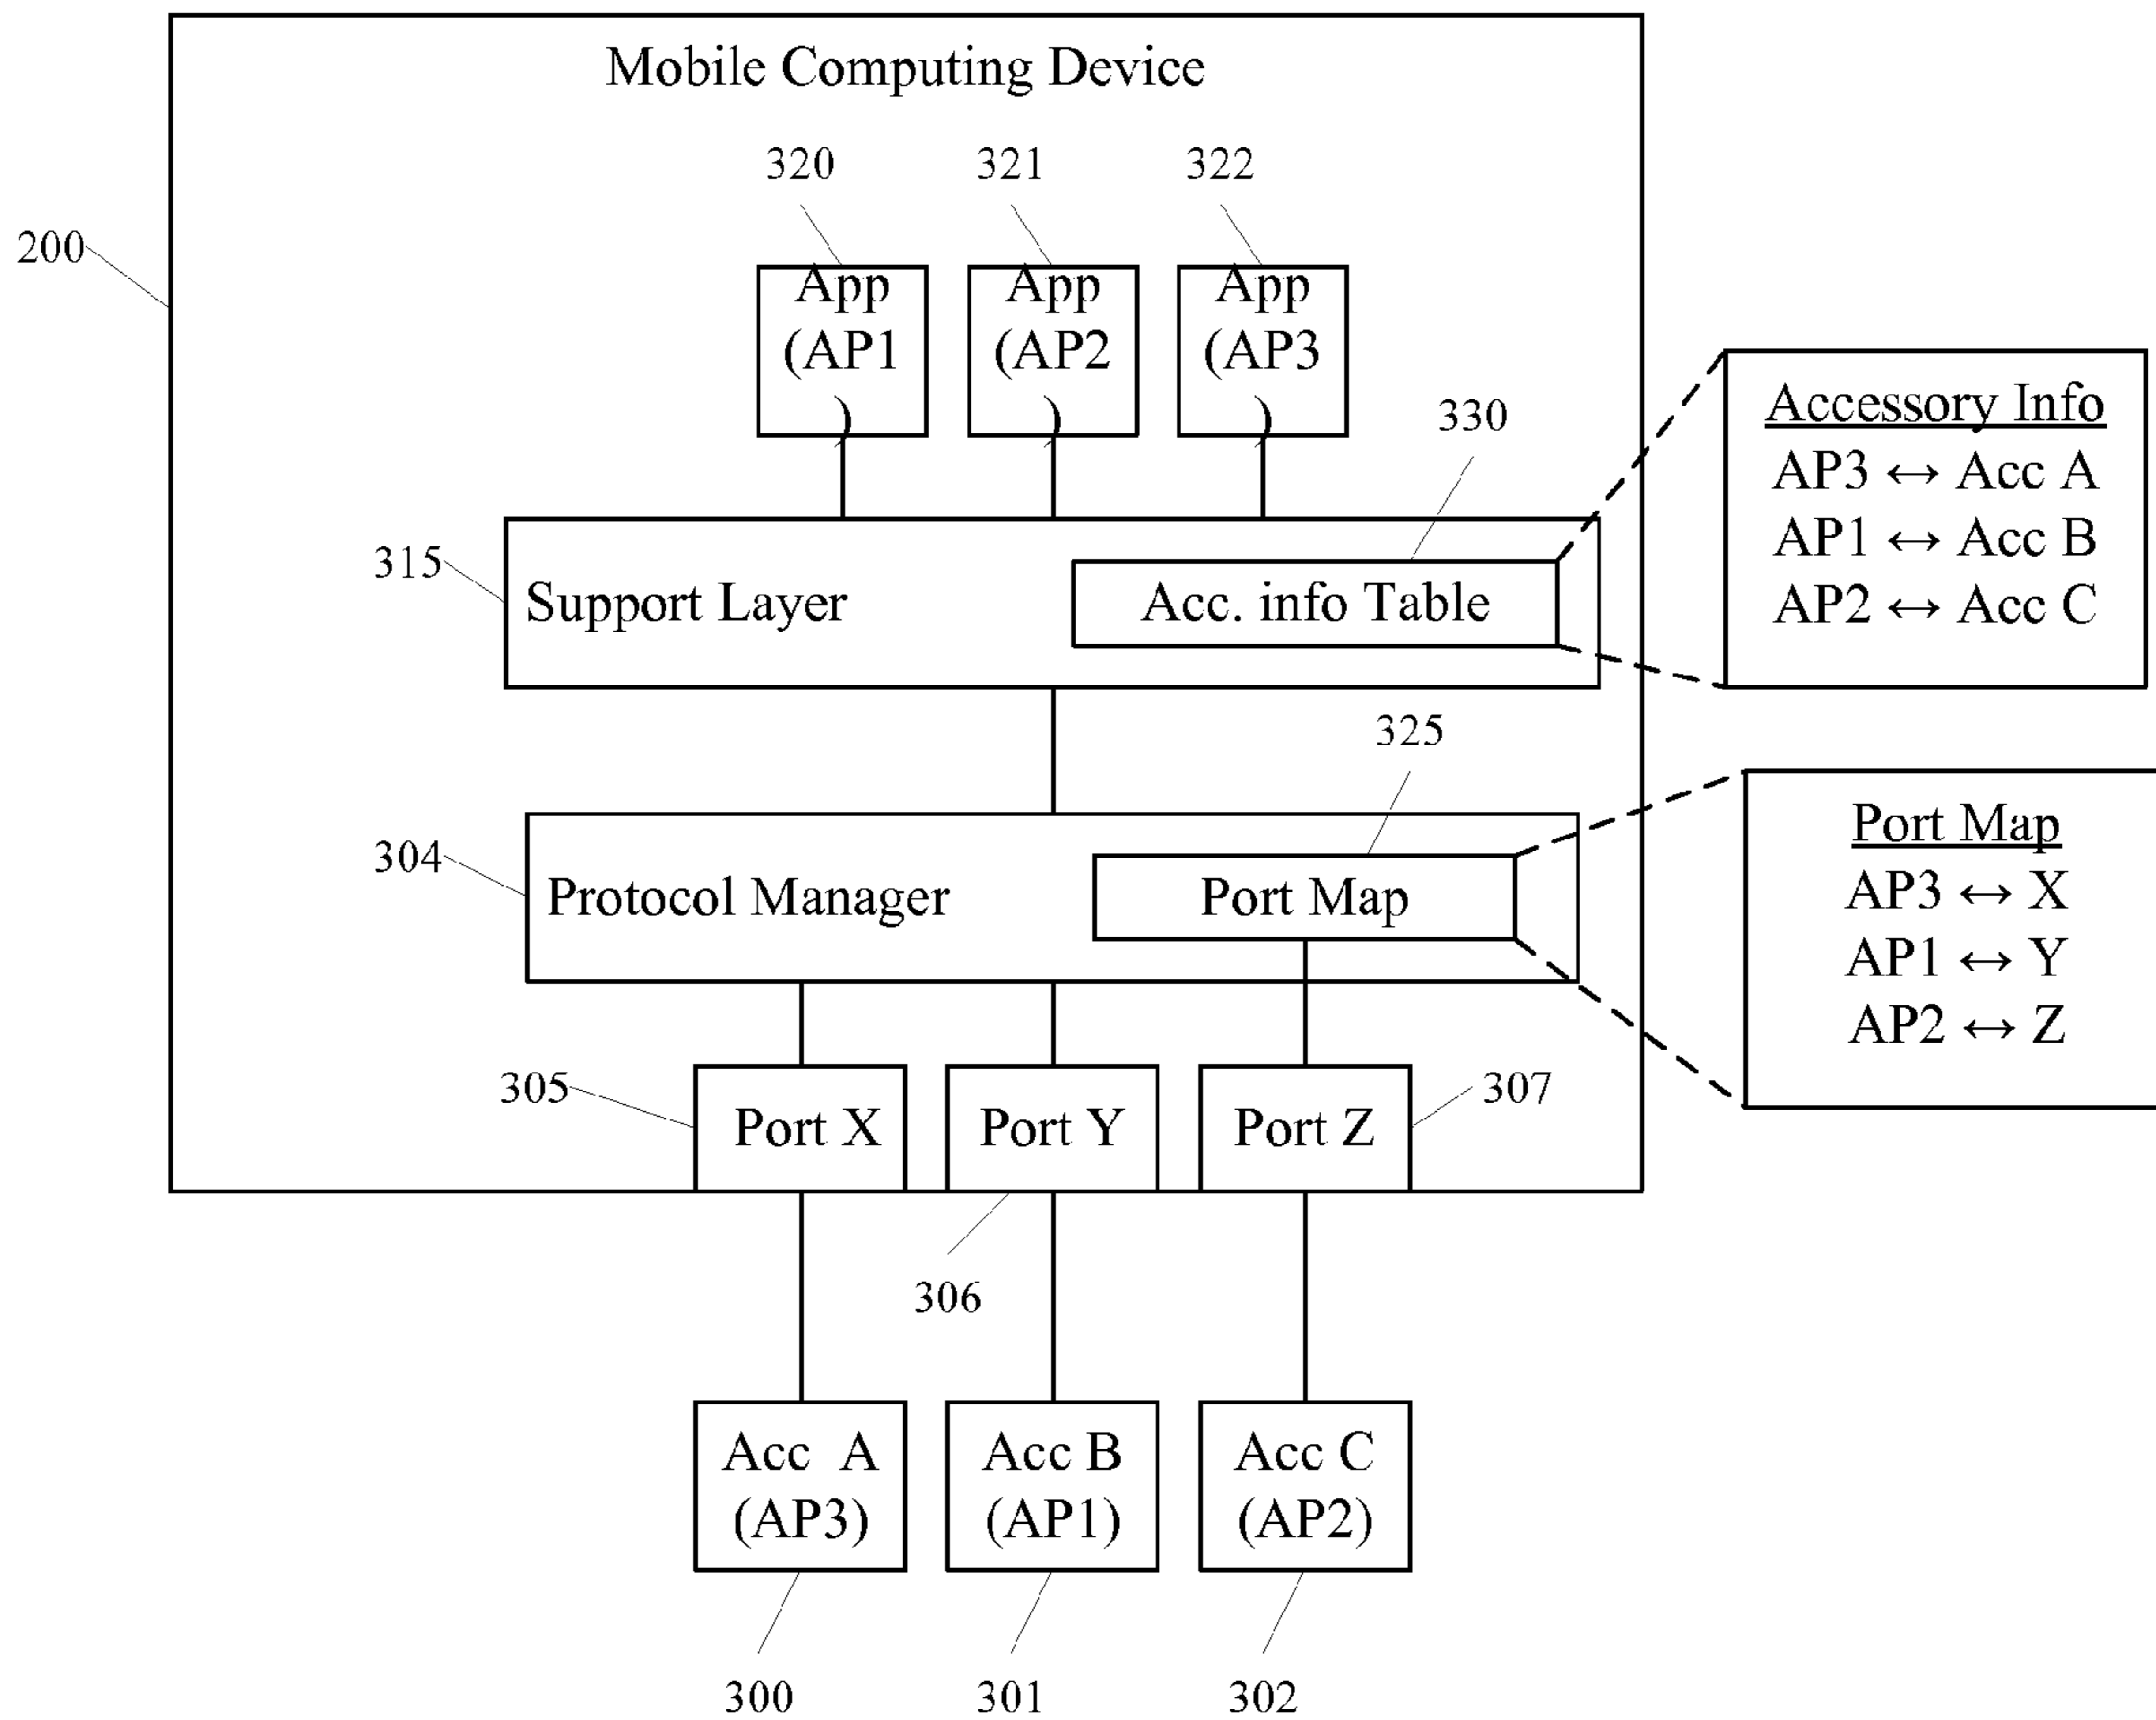 Mobile Computing Device
320
321
322
200
App
(AP1
)
App
(AP2
)
App
(AP3
)
330
Accessory Info
AP3 ↔ Acc A
AP1 ↔ Acc B
AP2 ↔ Acc C
315
Support Layer
Acc. info Table
325
304
Protocol Manager
Port Map
Port Map
AP3 ↔ X
AP1 ↔ Y
AP2 ↔ Z
305
Port X
Port Y
Port Z
307
306
Acc A
(AP3)
Acc B
(AP1)
Acc C
(AP2)
300
301
302